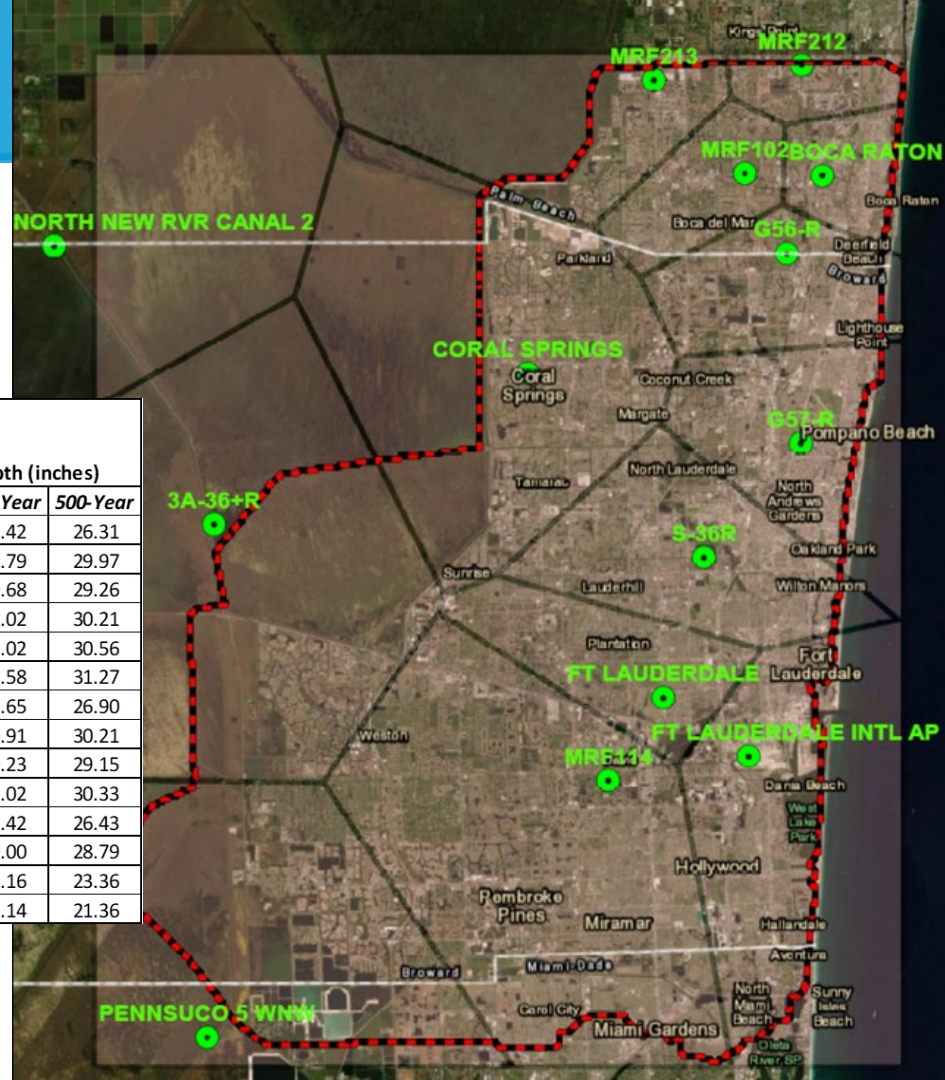 Kings Point
MRF213
MRF212
MRF102
BOCA RATON
Palm Beach
Boca Raton
NORTH NEW RVR CANAL 2
Boca del Mar
G56-R
Parkland
Deerfield
Beach
Broward
Lighthouse
Point
CORAL SPRINGS
Coral
Springs
Coconut Creek
Margate
G57-R
Pompano Beach
North Lauderdale
Tamarac
North
Andrews
Gardens
3A-36+R
S-36R
Oakland Park
Sunrise
Lauderhill
Wilton Manors
Plantation
Fort
Lauderdale
FT LAUDERDALE
Weston
FT LAUDERDALE INTL AP
MRF114
Dania Beach
West
Lake
Park
Hollywood
Pembroke
Pines
Miramar
Hallandale
Aventura
Broward
Miami-Dade
North
Miami
Beach
Sunny
Isles
Beach
PENNSUCO 5 WNW
Carol City
Miami Gardens
Oleta
River SP
(inches)
Year 500-Year
.42 26.31
.79 29.97
.68 29.26
.02 30.21
.02 30.56
.58 31.27
.65 26.90
.91 30.21
.23 29.15
.02 30.33
.42 26.43
.00 28.79
.16 23.36
.14 21.36